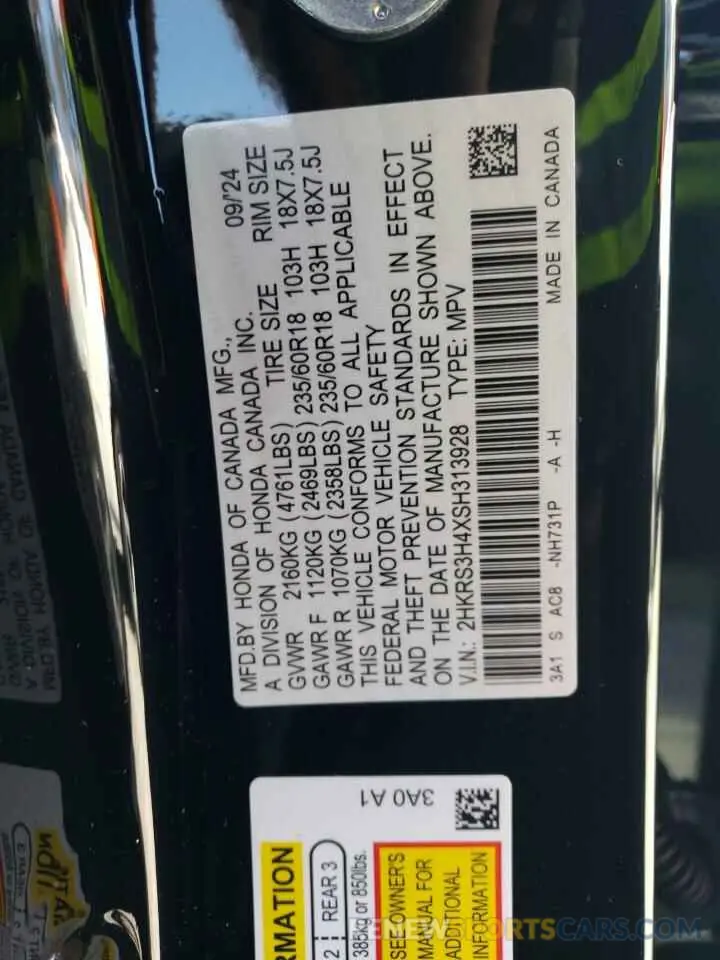 MFD.BY HONDA OF CANADA MFG., 09/'24
A DIVISION OF HONDA CANADA INC.
TIRE SIZE RIM SIZE
GVWR 2160KG (4761LBS)
GAWR F 1120KG (2469LBS) 235/60R18 103H 18X7.5J
GAWR R 1070KG (2358LBS) 235/60R18 103H 18X7.5J
THIS VEHICLE CONFORMS TO ALL APPLICABLE
FEDERAL MOTOR VEHICLE SAFETY
AND THEFT PREVENTION STANDARDS IN EFFECT
ON THE DATE OF MANUFACTURE SHOWN ABOVE.
V.I.N.: 2HKRS3H4XSH313928 TYPE: MPV
3A1 S AC8 -NH731P -A -H MADE IN CANADA
3A0 A1
RMATION
2 REAR 3
385kg or 850lbs.
SEE OWNER'S
MANUAL FOR
ADDITIONAL
INFORMATION
NEWSPORTSCARS.COM